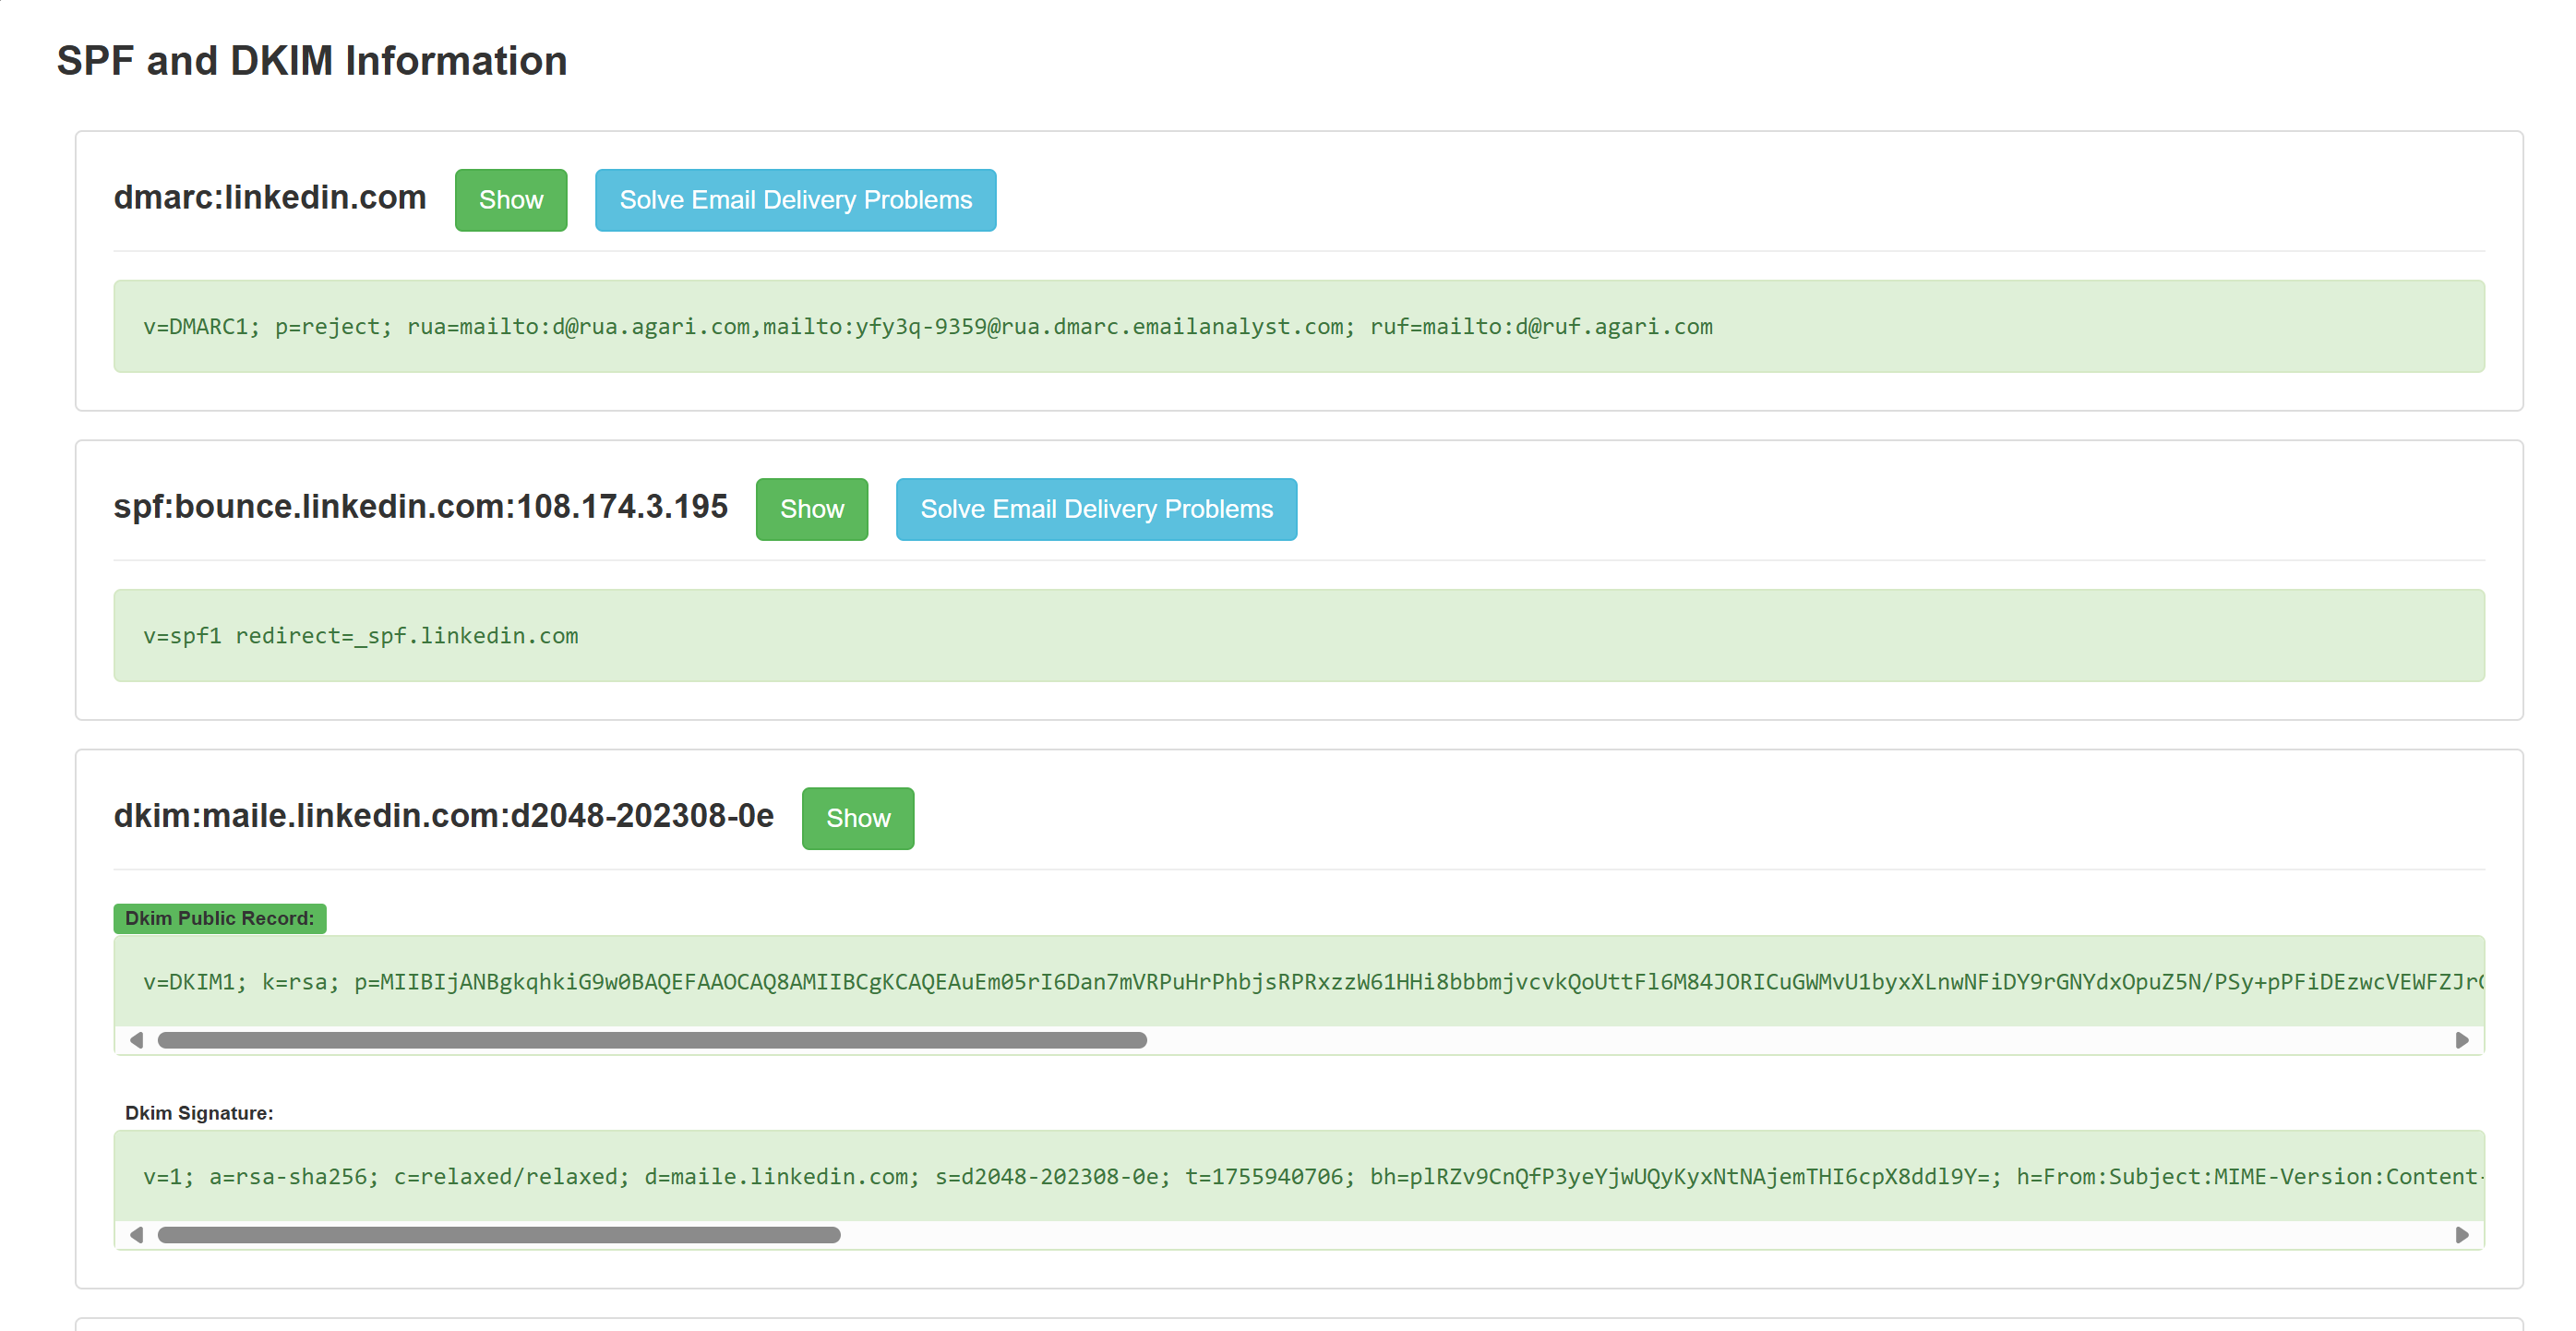 SPF and DKIM Information
dmarc:linkedin.com Show Solve Email Delivery Problems
v=DMARC1; p=reject; rua=mailto:d@rua.agari.com,mailto:yfy3q-9359@rua.dmarc.emailanalyst.com; ruf=mailto:d@ruf.agari.com
spf:bounce.linkedin.com:108.174.3.195 Show Solve Email Delivery Problems
v=spf1 redirect=_spf.linkedin.com
dkim:maile.linkedin.com:d2048-202308-0e Show
Dkim Public Record:
v=DKIM1; k=rsa; p=MIIBIjANBgkqhkiG9w0BAQEFAAOCAQ8AMIIBCgKCAQEAuEm05rI6Dan7mVRPuHrPhbjsRPRxzzW61HHi8bbbmjvcvkQoUttFl6M84JORICuGWMvU1byxXLnwNFiDY9rGNYdxOpuZ5N/PSy+pPFiDEzwcVEWFZJr
Dkim Signature:
v=1; a=rsa-sha256; c=relaxed/relaxed; d=maile.linkedin.com; s=d2048-202308-0e; t=1755940706; bh=plRZv9CnQfP3yeYjwUQyKyxNtNAjemTHI6cpX8ddl9Y=; h=From:Subject:MIME-Version:Content-